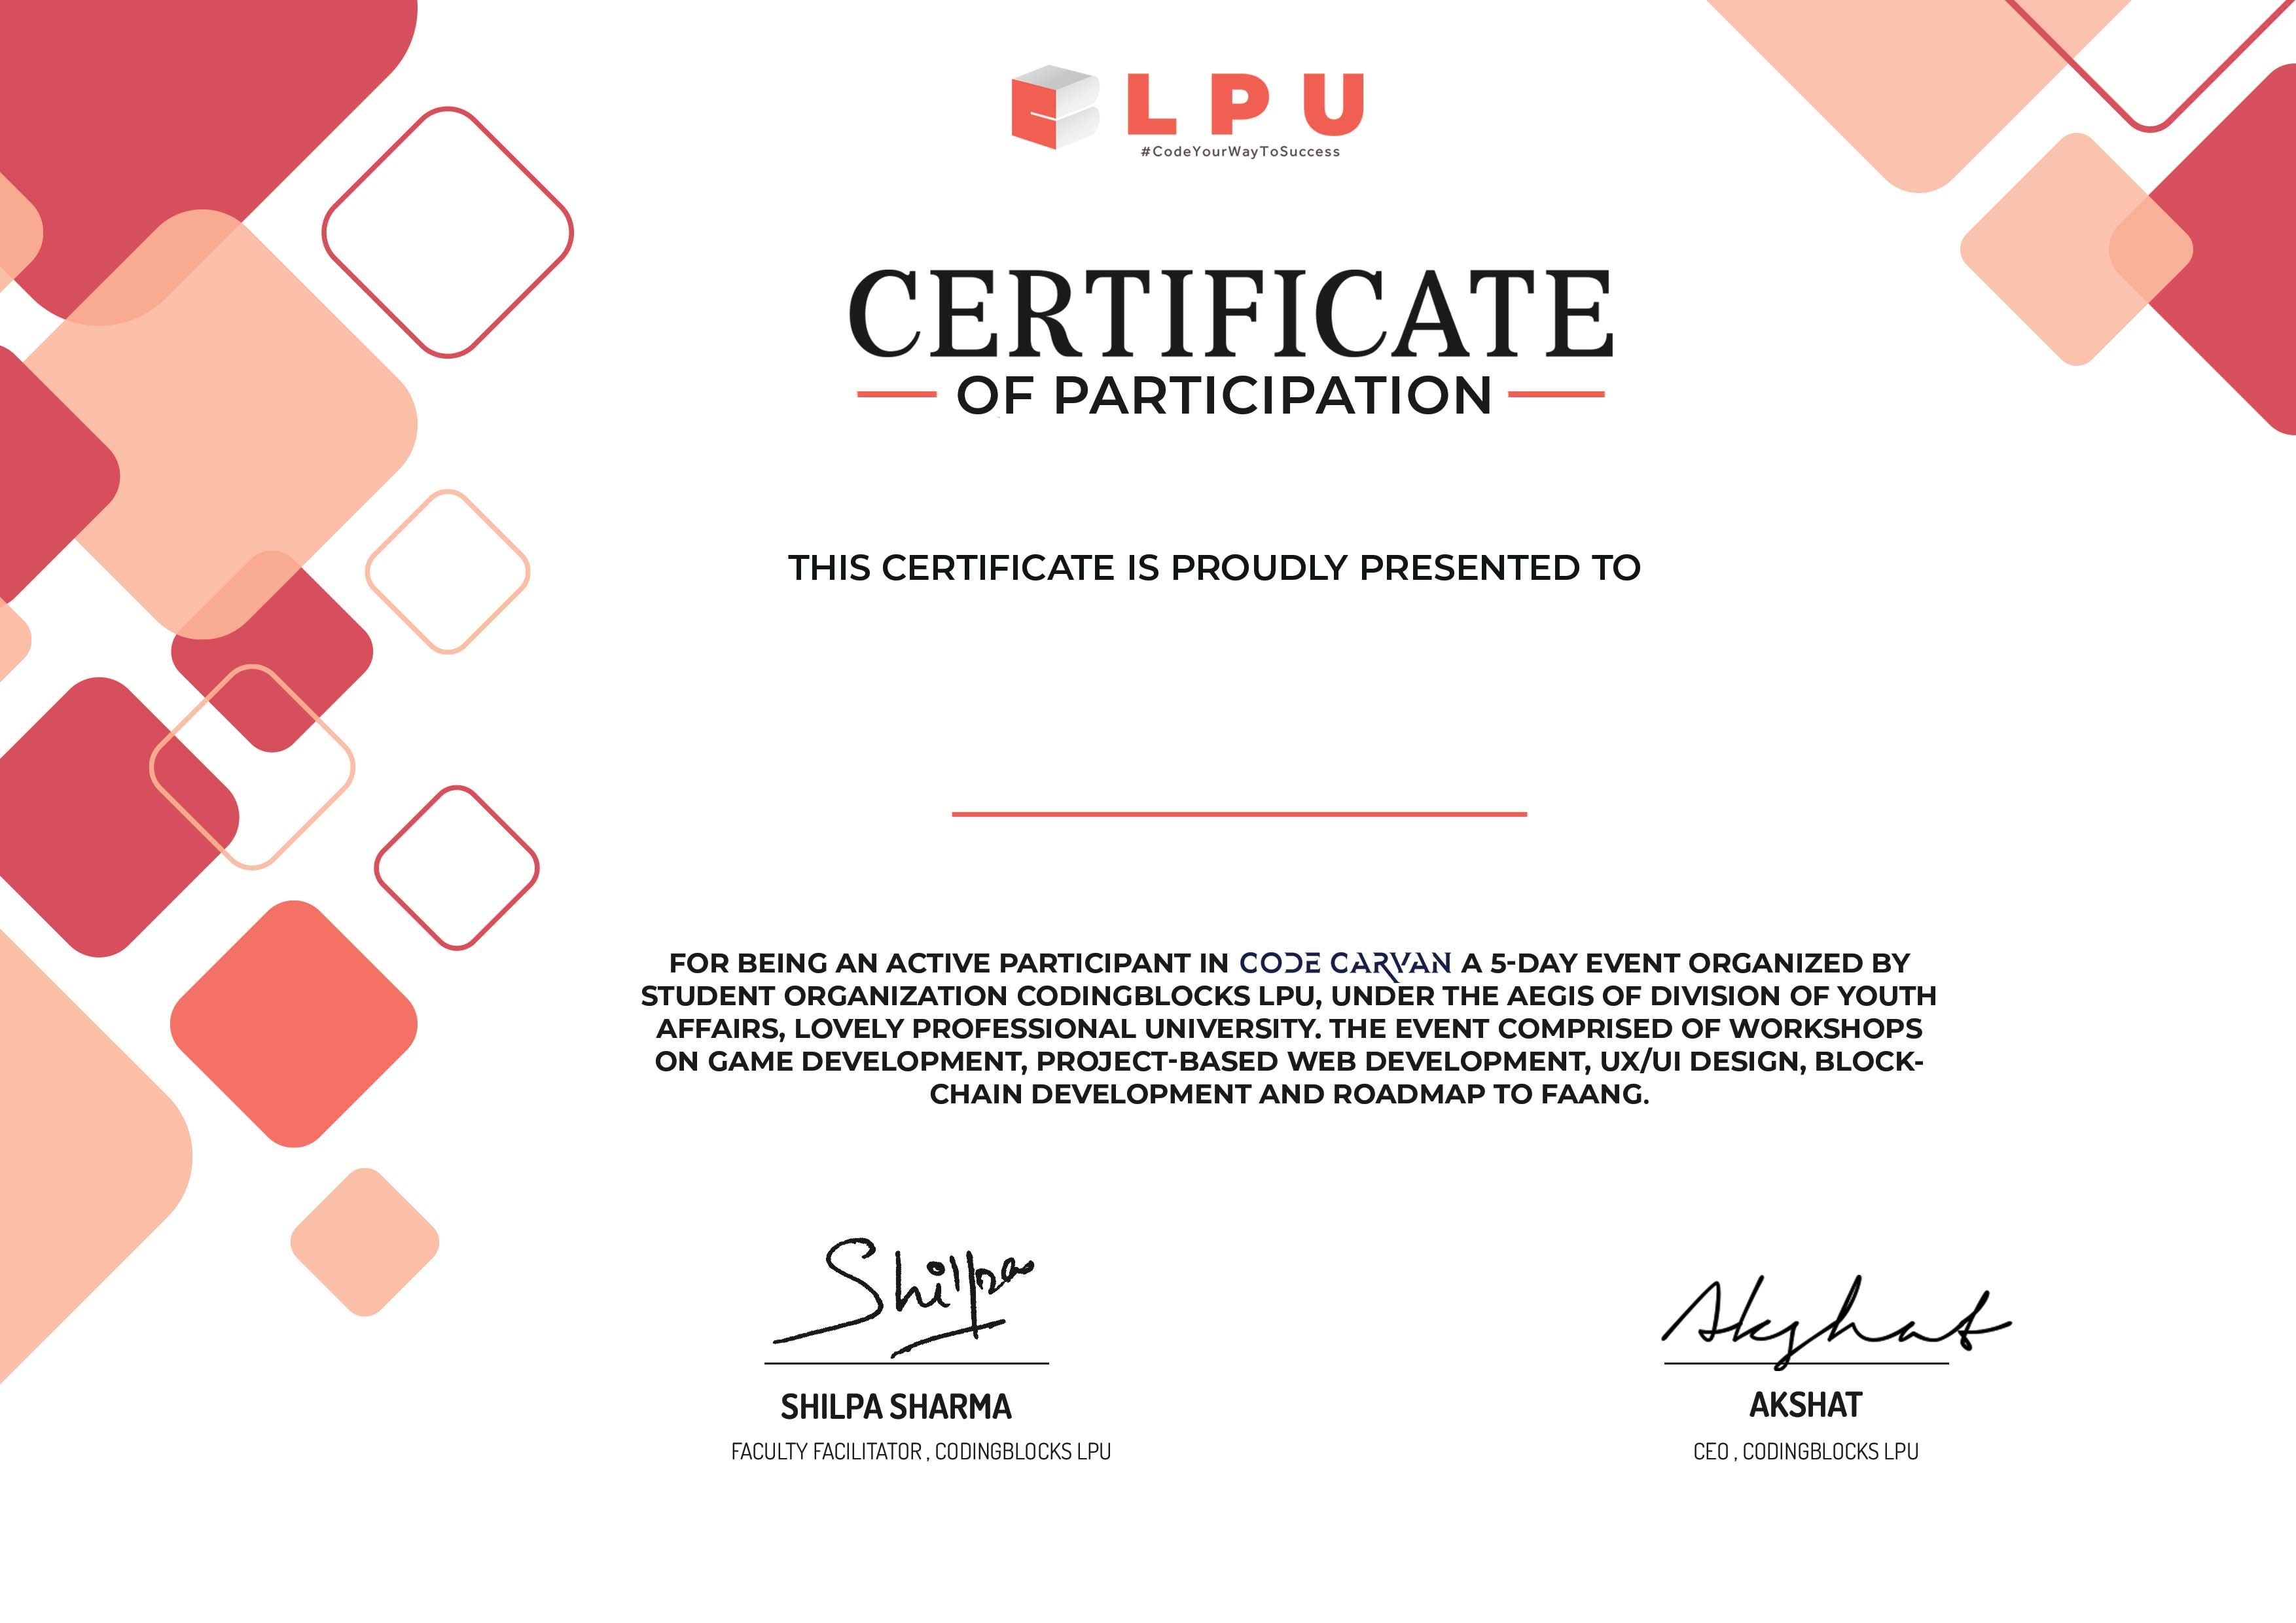 LPU
#CodeYourWayToSuccess
CERTIFICATE
OF PARTICIPATION
THIS CERTIFICATE IS PROUDLY PRESENTED TO
FOR BEING AN ACTIVE PARTICIPANT IN CODE CARVAN A 5-DAY EVENT ORGANIZED BY
STUDENT ORGANIZATION CODINGBLOCKS LPU, UNDER THE AEGIS OF DIVISION OF YOUTH
AFFAIRS, LOVELY PROFESSIONAL UNIVERSITY. THE EVENT COMPRISED OF WORKSHOPS
ON GAME DEVELOPMENT, PROJECT-BASED WEB DEVELOPMENT, UX/UI DESIGN, BLOCK-
CHAIN DEVELOPMENT AND ROADMAP TO FAANG.
Shilpa
Akshat
SHILPA SHARMA
AKSHAT
FACULTY FACILITATOR , CODINGBLOCKS LPU
CEO , CODINGBLOCKS LPU